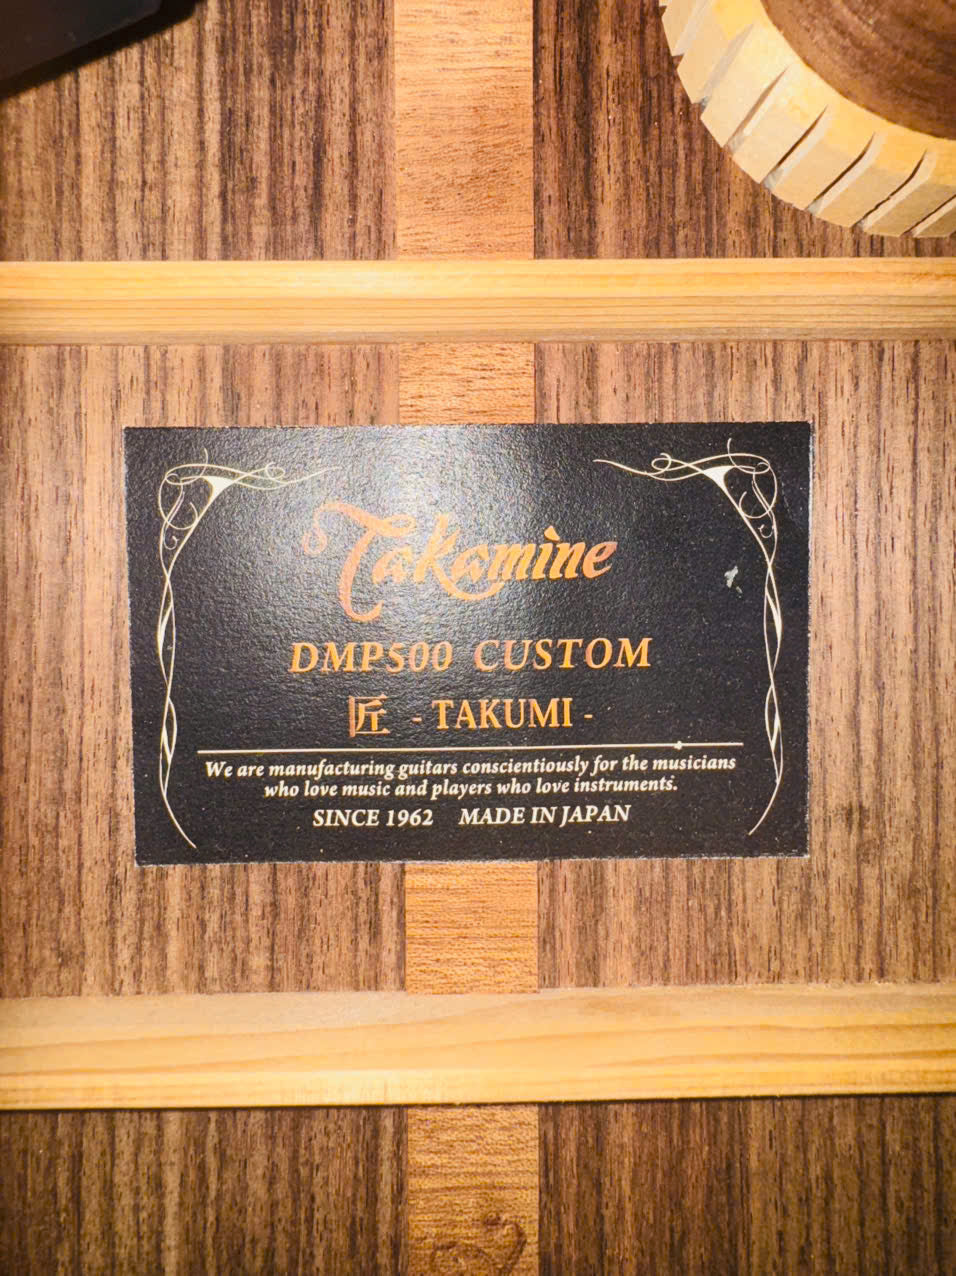 Takamine
DMP500 CUSTOM
匠 - TAKUMI -
We are manufacturing guitars conscientiously for the musicians
who love music and players who love instruments.
SINCE 1962 MADE IN JAPAN